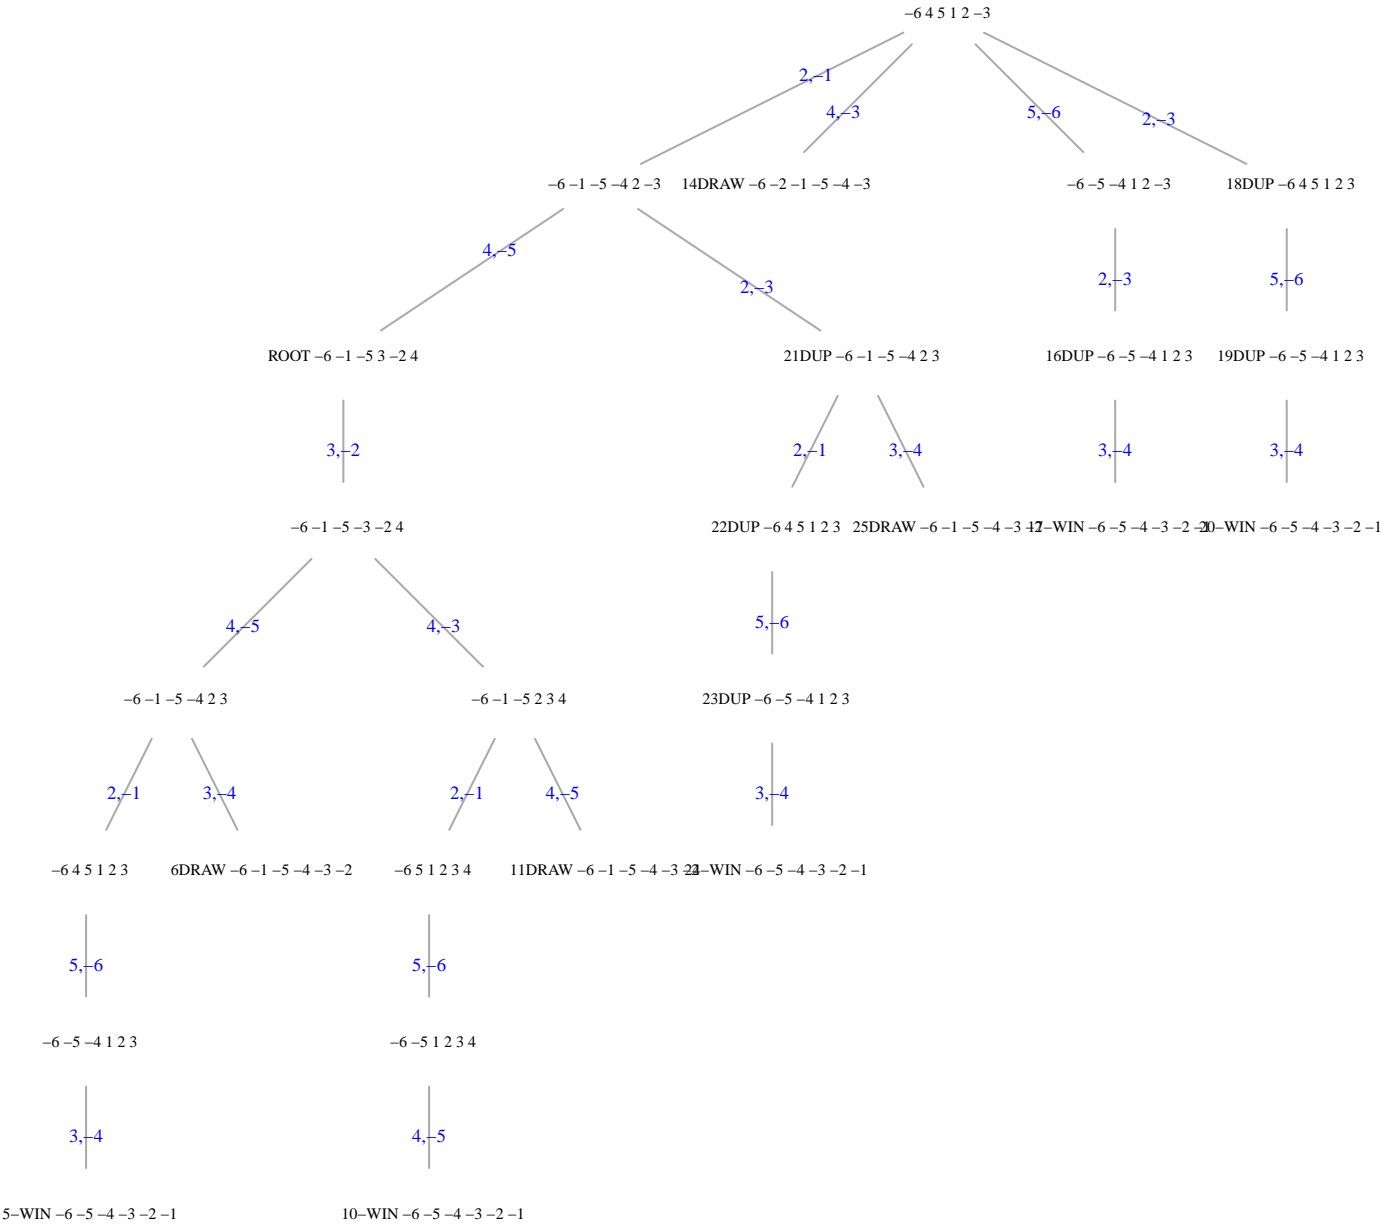 –6 4 5 1 2 –3
2,–1
4,–3
5,–6
2,–3
–6 –1 –5 –4 2 –3
14DRAW –6 –2 –1 –5 –4 –3
–6 –5 –4 1 2 –3
18DUP –6 4 5 1 2 3
4,–5
2,–3
2,–3
5,–6
ROOT –6 –1 –5 3 –2 4
21DUP –6 –1 –5 –4 2 3
16DUP –6 –5 –4 1 2 3
19DUP –6 –5 –4 1 2 3
3,–2
2,–1
3,–4
3,–4
3,–4
–6 –1 –5 –3 –2 4
22DUP –6 4 5 1 2 3
25DRAW –6 –1 –5 –4 –3 –2
17–WIN –6 –5 –4 –3 –2 –1
20–WIN –6 –5 –4 –3 –2 –1
4,–5
4,–3
5,–6
–6 –1 –5 –4 2 3
–6 –1 –5 2 3 4
23DUP –6 –5 –4 1 2 3
2,–1
3,–4
2,–1
4,–5
3,–4
–6 4 5 1 2 3
6DRAW –6 –1 –5 –4 –3 –2
–6 5 1 2 3 4
11DRAW –6 –1 –5 –4 –3 –2
24–WIN –6 –5 –4 –3 –2 –1
5,–6
5,–6
–6 –5 –4 1 2 3
–6 –5 1 2 3 4
3,–4
4,–5
5–WIN –6 –5 –4 –3 –2 –1
10–WIN –6 –5 –4 –3 –2 –1